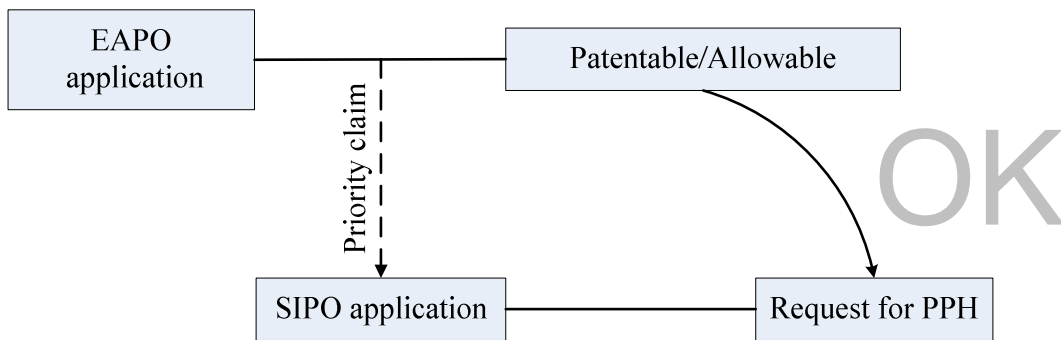 EAPO
application
Patentable/Allowable
Priority claim
OK
SIPO application
Request for PPH